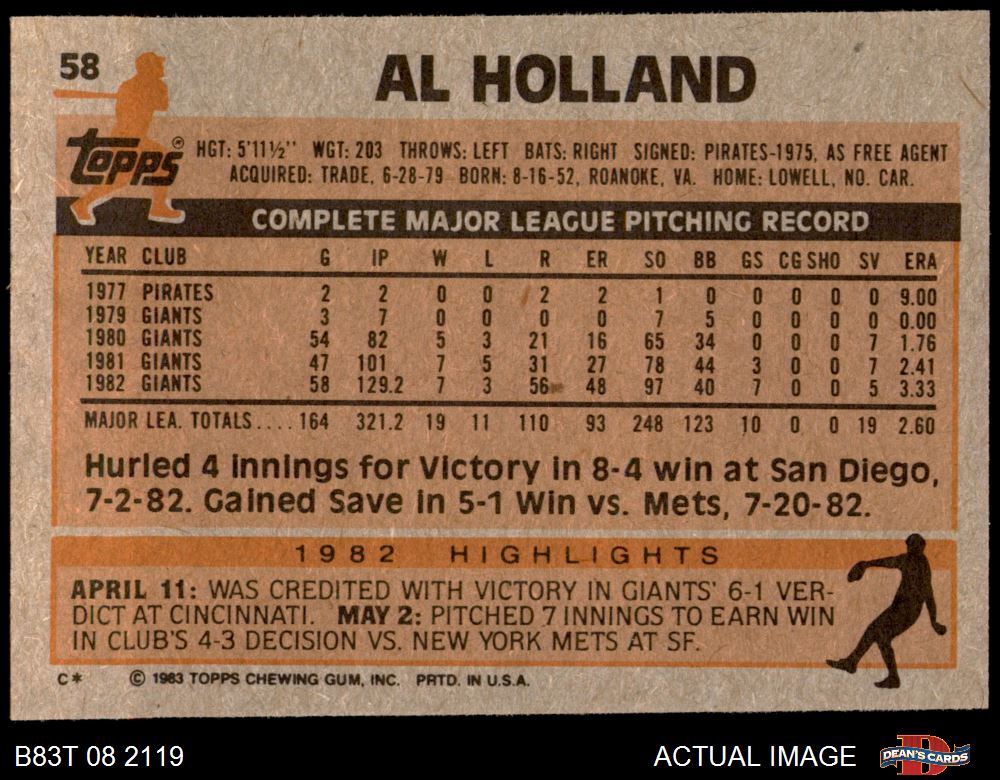 58
AL HOLLAND
topps®
HGT: 5'11½'' WGT: 203 THROWS: LEFT BATS: RIGHT SIGNED: PIRATES-1975, AS FREE AGENT
ACQUIRED: TRADE, 6-28-79 BORN: 8-16-52, ROANOKE, VA. HOME: LOWELL, NO. CAR.
COMPLETE MAJOR LEAGUE PITCHING RECORD
YEAR CLUB G IP W L R ER SO BB GS CG SHO SV ERA
1977 PIRATES 2 2 0 0 2 2 1 0 0 0 0 0 9.00
1979 GIANTS 3 7 0 0 0 0 7 5 0 0 0 0 0.00
1980 GIANTS 54 82 5 3 21 16 65 34 0 0 0 7 1.76
1981 GIANTS 47 101 7 5 31 27 78 44 3 0 0 7 2.41
1982 GIANTS 58 129.2 7 3 56 48 97 40 7 0 0 5 3.33
MAJOR LEA. TOTALS.... 164 321.2 19 11 110 93 248 123 10 0 0 19 2.60
Hurled 4 innings for Victory in 8-4 win at San Diego,
7-2-82. Gained Save in 5-1 Win vs. Mets, 7-20-82.
1982 HIGHLIGHTS
APRIL 11: WAS CREDITED WITH VICTORY IN GIANTS' 6-1 VER-
DICT AT CINCINNATI. MAY 2: PITCHED 7 INNINGS TO EARN WIN
IN CLUB'S 4-3 DECISION VS. NEW YORK METS AT SF.
C* © 1983 TOPPS CHEWING GUM, INC. PRTD. IN U.S.A.
B83T 08 2119 ACTUAL IMAGE DEAN'S CARDS